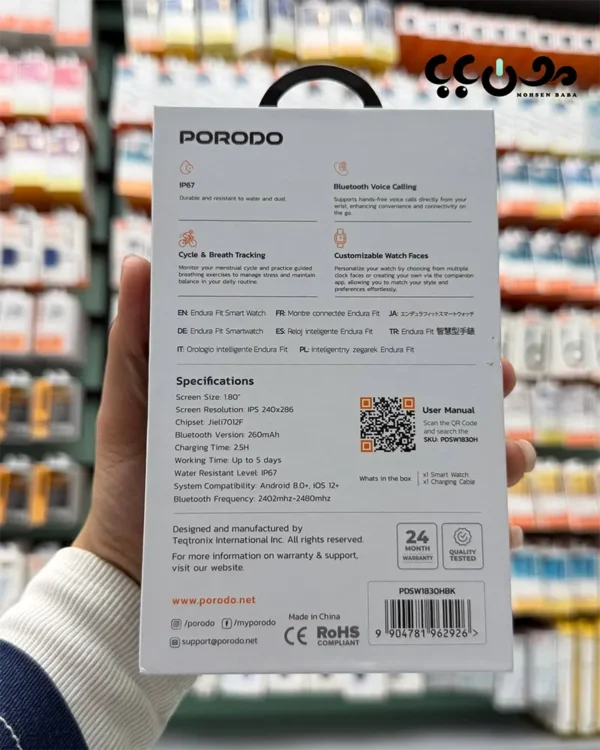 موسن بابا
MOHSEN BABA
PORODO
IP67
Durable and resistant to water and dust.
Bluetooth Voice Calling
Supports hands-free voice calls directly from your
wrist, enhancing convenience and connectivity on
the go.
Cycle & Breath Tracking
Monitor your menstrual cycle and practice guided
breathing exercises to manage stress and maintain
balance in your daily routine.
Customizable Watch Faces
Personalize your watch by choosing from multiple
clock faces or creating your own via the companion
app, allowing you to match your style and
preferences effortlessly.
EN: Endura Fit Smart Watch FR: Montre connectée Endura Fit JA: エンデュラフィットスマートウォッチ
DE: Endura Fit Smartwatch ES: Reloj inteligente Endura Fit TR: Endura Fit 智慧型手錶
IT: Orologio intelligente Endura Fit PL: Inteligentny zegarek Endura Fit
Specifications
Screen Size: 1.80"
Screen Resolution: IPS 240x286
Chipset: Jieli7012F
Bluetooth Version: 260mAh
Charging Time: 2.5H
Working Time: Up to 5 days
Water Resistant Level: IP67
System Compatibility: Android 8.0+, iOS 12+
Bluetooth Frequency: 2402mhz~2480mhz
User Manual
Scan the QR Code
and search the
SKU: PDSW1830H
Whats in the box
x1 Smart Watch
x1 Charging Cable
Designed and manufactured by
Teqtronix International Inc. All rights reserved.
For more information on warranty & support,
visit our website.
24
MONTH
WARRANTY
QUALITY
TESTED
www.porodo.net
/porodo /myporodo
support@porodo.net
Made in China
CE RoHS
COMPLIANT
PDSW1830HBK
9 904781 962926 >